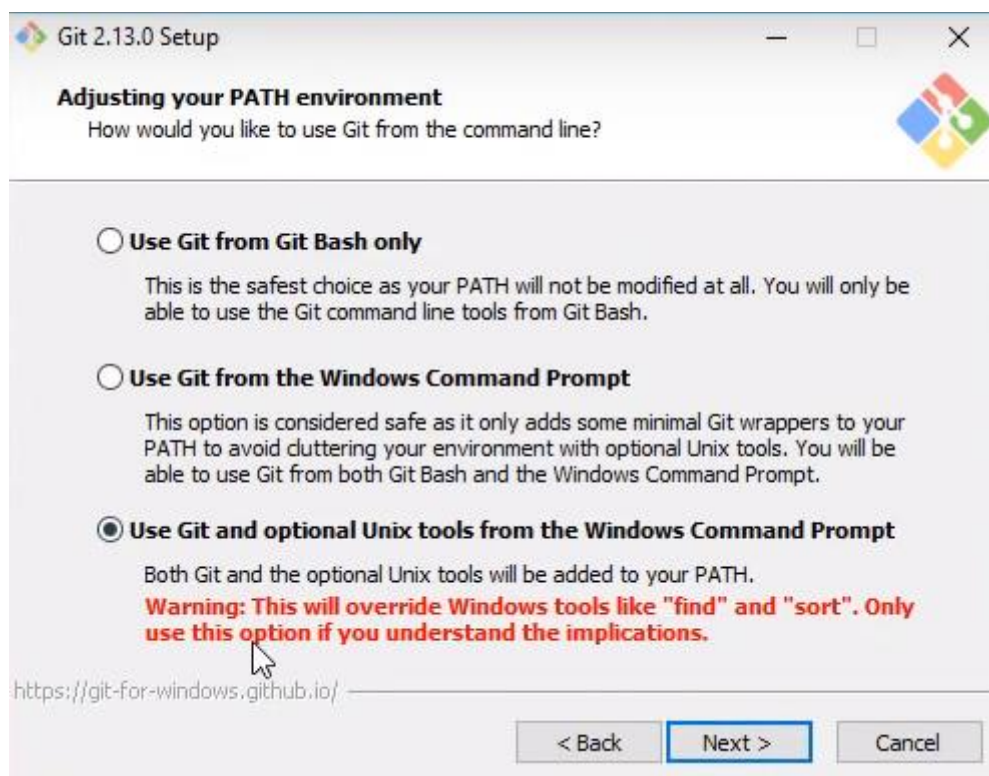 Git 2.13.0 Setup
Adjusting your PATH environment
How would you like to use Git from the command line?
Use Git from Git Bash only
This is the safest choice as your PATH will not be modified at all. You will only be
able to use the Git command line tools from Git Bash.
Use Git from the Windows Command Prompt
This option is considered safe as it only adds some minimal Git wrappers to your
PATH to avoid cluttering your environment with optional Unix tools. You will be
able to use Git from both Git Bash and the Windows Command Prompt.
Use Git and optional Unix tools from the Windows Command Prompt
Both Git and the optional Unix tools will be added to your PATH.
Warning: This will override Windows tools like "find" and "sort". Only
use this option if you understand the implications.
https://git-for-windows.github.io/
< Back Next > Cancel